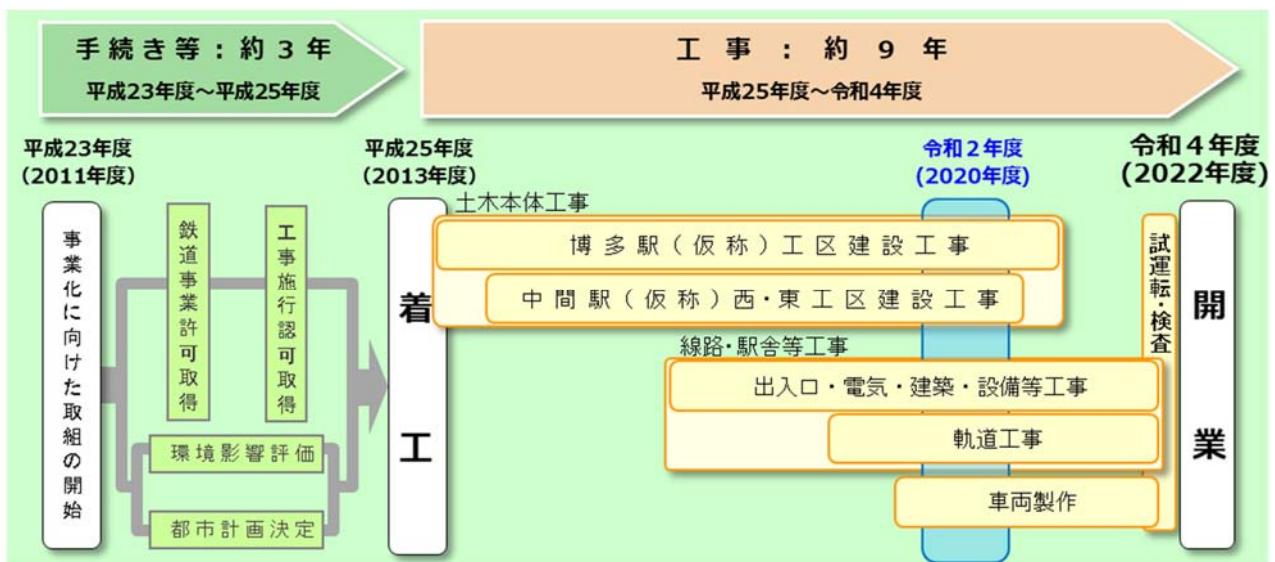 手続き等：約３年
平成23年度～平成25年度
工事：約９年
平成25年度～令和4年度
平成23年度
(2011年度)
平成25年度
(2013年度)
令和２年度
(2020年度)
令和４年度
(2022年度)
事業化に向けた取組の開始
鉄道事業許可取得
工事施行認可取得
環境影響評価
都市計画決定
着工
土木本体工事
博多駅（仮称）工区建設工事
中間駅（仮称）西・東工区建設工事
線路・駅舎等工事
出入口・電気・建築・設備等工事
軌道工事
車両製作
試運転・検査
開業